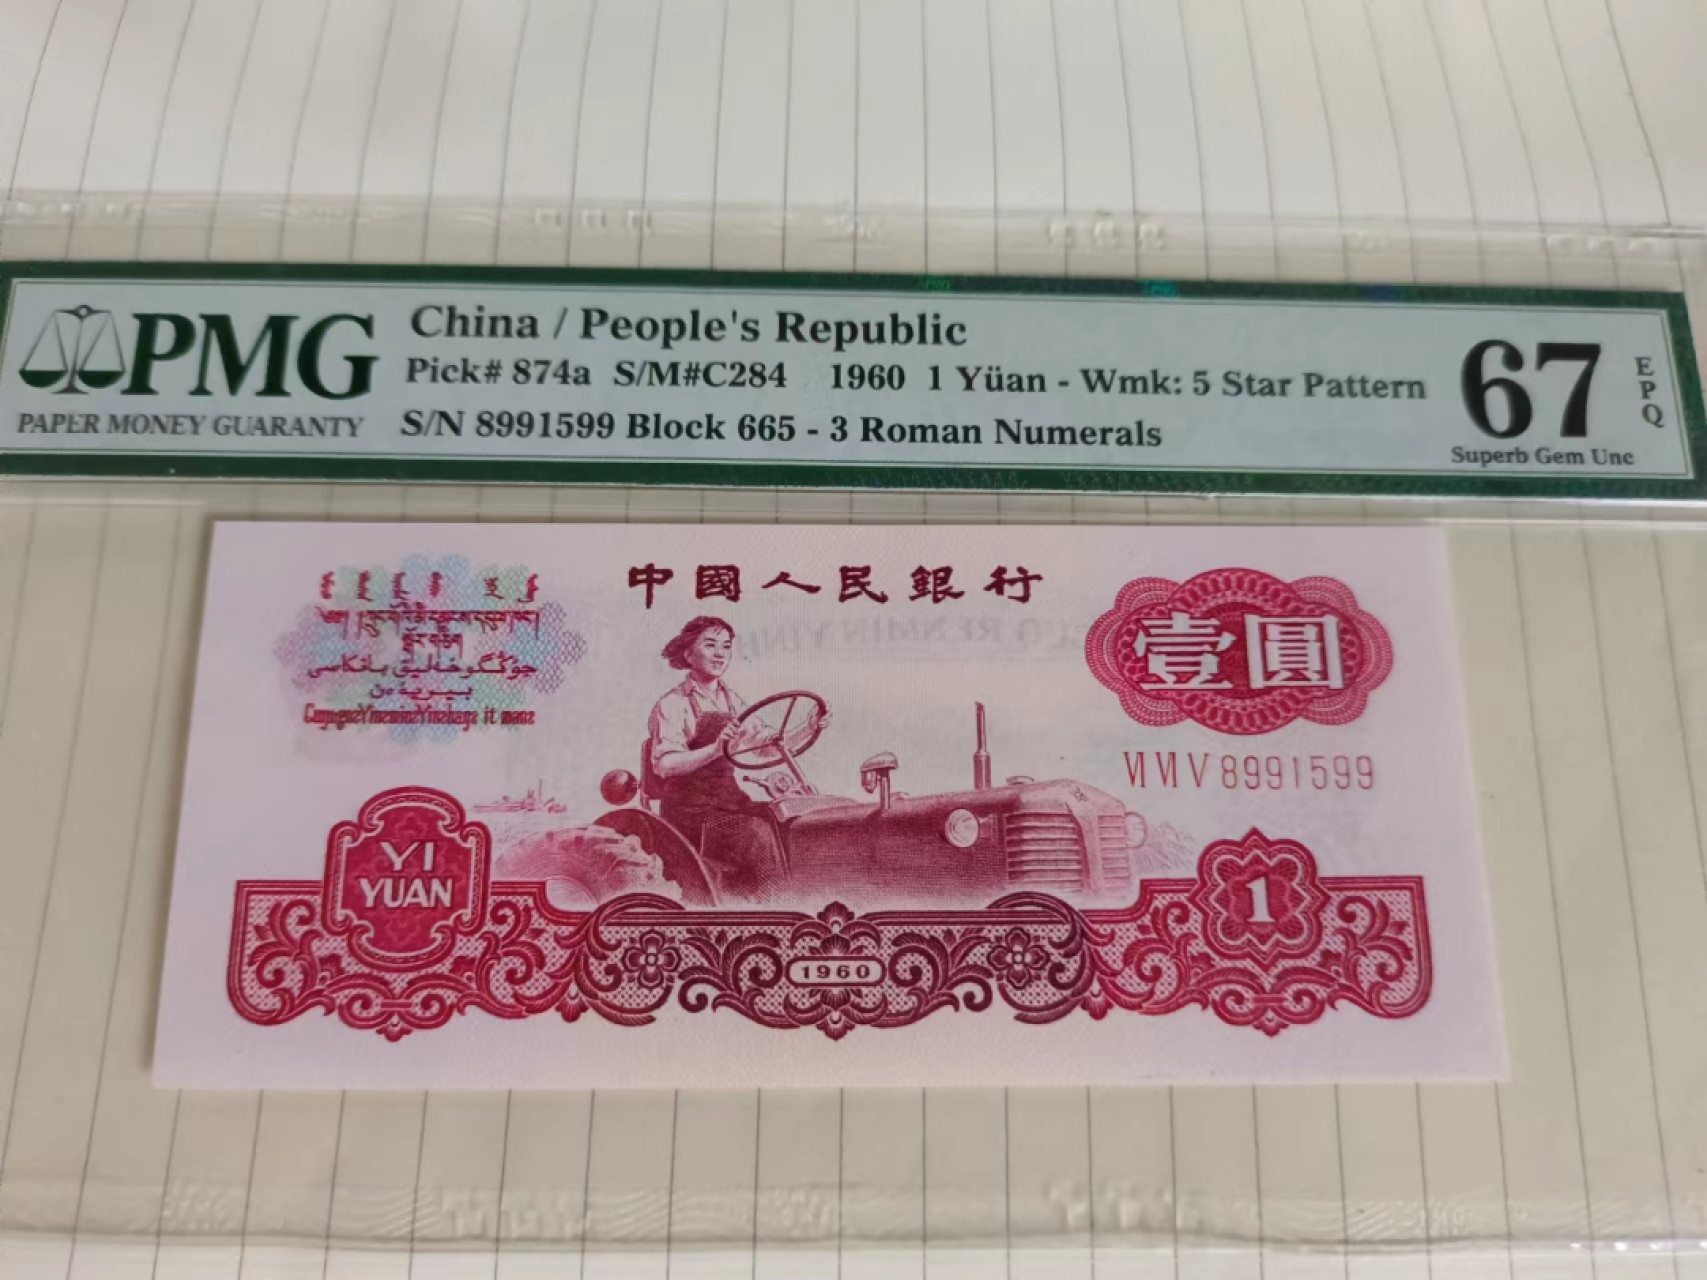 PMG
PAPER MONEY GUARANTY
China / People's Republic
Pick# 874a S/M#C284 1960 1 Yüan - Wmk: 5 Star Pattern
S/N 8991599 Block 665 - 3 Roman Numerals
67
EPQ
Superb Gem Unc
中國人民銀行
壹圓
VI VI V 8991599
YI
YUAN
1960
1